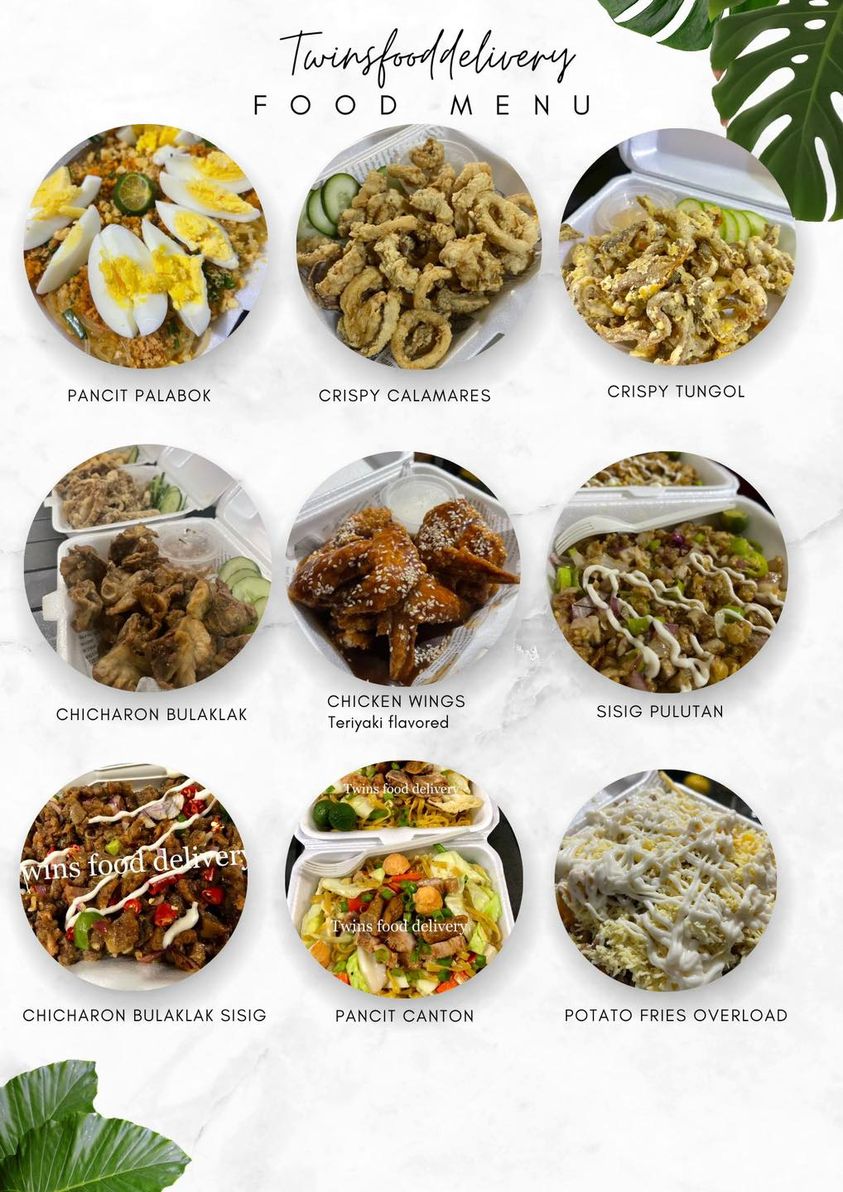 Twinsfooddelivery
FOOD MENU
PANCIT PALABOK
CRISPY CALAMARES
CRISPY TUNGOL
CHICHARON BULAKLAK
CHICKEN WINGS
Teriyaki flavored
SISIG PULUTAN
wins food delivery
Twins food delivery
Twins food delivery
CHICHARON BULAKLAK SISIG
PANCIT CANTON
POTATO FRIES OVERLOAD